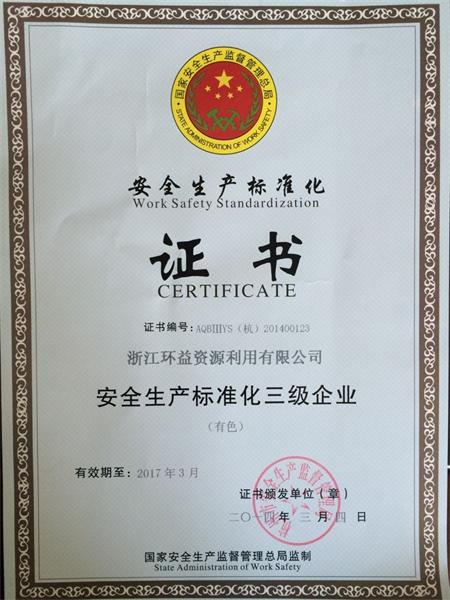 国家安全生产监督管理总局
STATE ADMINISTRATION OF WORK SAFETY
安全生产标准化
Work Safety Standardization
证 书
CERTIFICATE
证书编号：AQBⅢYS（杭）201400123
浙江环益资源利用有限公司
安全生产标准化三级企业
（有色）
有效期至：2017 年 3 月
证书颁发单位（章）
二〇一四年 三 月 四 日
国家安全生产监督管理总局监制
State Administration of Work Safety